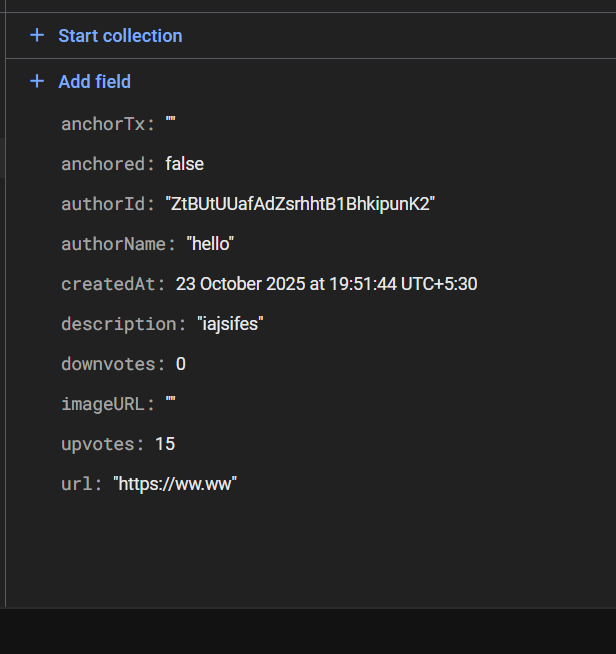 + Start collection
+ Add field
anchorTx: ""
anchored: false
authorId: "ZtBUtUUafAdZsrhhtB1BhkipunK2"
authorName: "hello"
createdAt: 23 October 2025 at 19:51:44 UTC+5:30
description: "iajsifes"
downvotes: 0
imageURL: ""
upvotes: 15
url: "https://ww.ww"